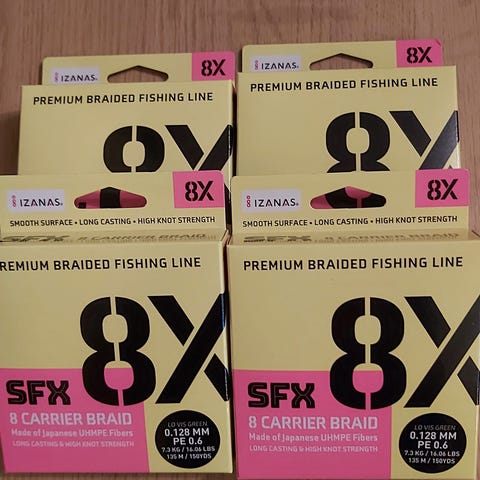 IZANAS
8X
PREMIUM BRAIDED FISHING LINE
8X
IZANAS
8X
PREMIUM BRAIDED FISHING LINE
8X
IZANAS
8X
SMOOTH SURFACE • LONG CASTING • HIGH KNOT STRENGTH
REMIUM BRAIDED FISHING LINE
8X
SFX
8 CARRIER BRAID
Made of Japanese UHMPE Fibers
LONG CASTING & HIGH KNOT STRENGTH
LO VIS GREEN
0.128 MM
PE 0.6
7.3 KG / 16.06 LBS
135 M / 150YDS
IZANAS
8X
SMOOTH SURFACE • LONG CASTING • HIGH KNOT STRENGTH
PREMIUM BRAIDED FISHING LINE
8X
SFX
8 CARRIER BRAID
Made of Japanese UHMPE Fibers
LONG CASTING & HIGH KNOT STRENGTH
LO VIS GREEN
0.128 MM
PE 0.6
7.3 KG / 16.06 LBS
135 M / 150YDS